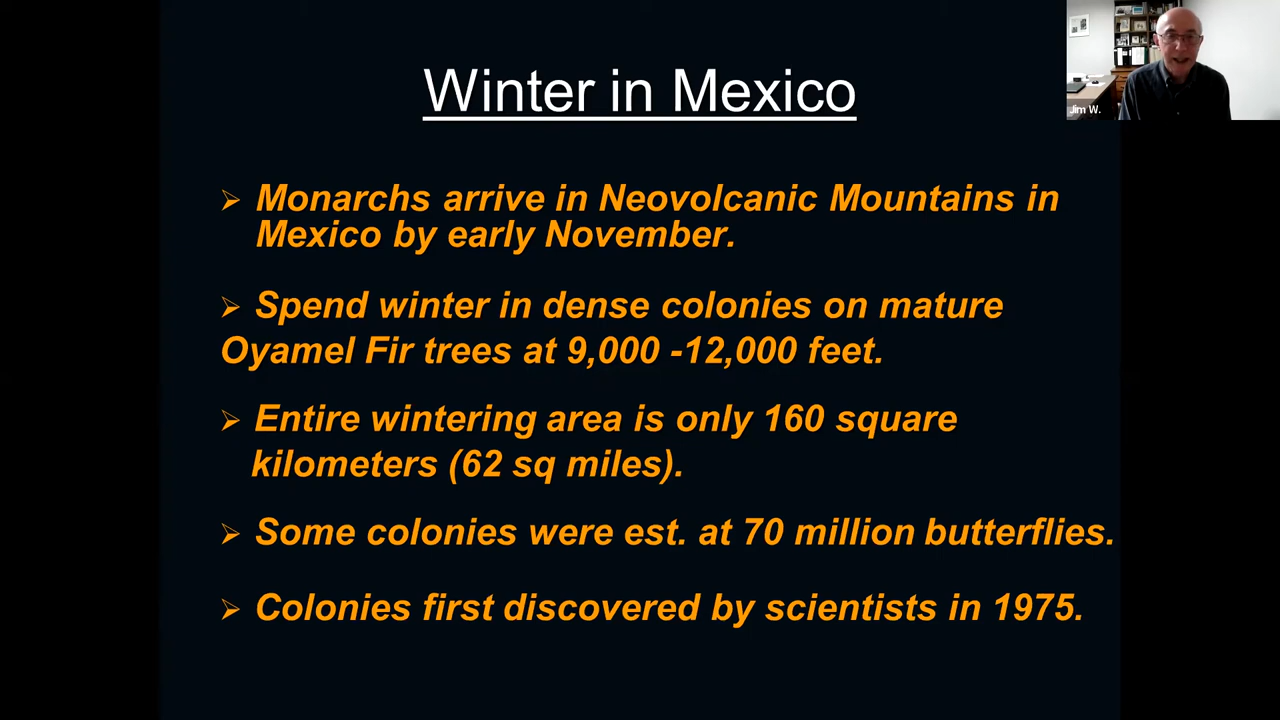 Winter in Mexico
Jim W.
➢ Monarchs arrive in Neovolcanic Mountains in
Mexico by early November.
➢ Spend winter in dense colonies on mature
Oyamel Fir trees at 9,000 -12,000 feet.
➢ Entire wintering area is only 160 square
kilometers (62 sq miles).
➢ Some colonies were est. at 70 million butterflies.
➢ Colonies first discovered by scientists in 1975.